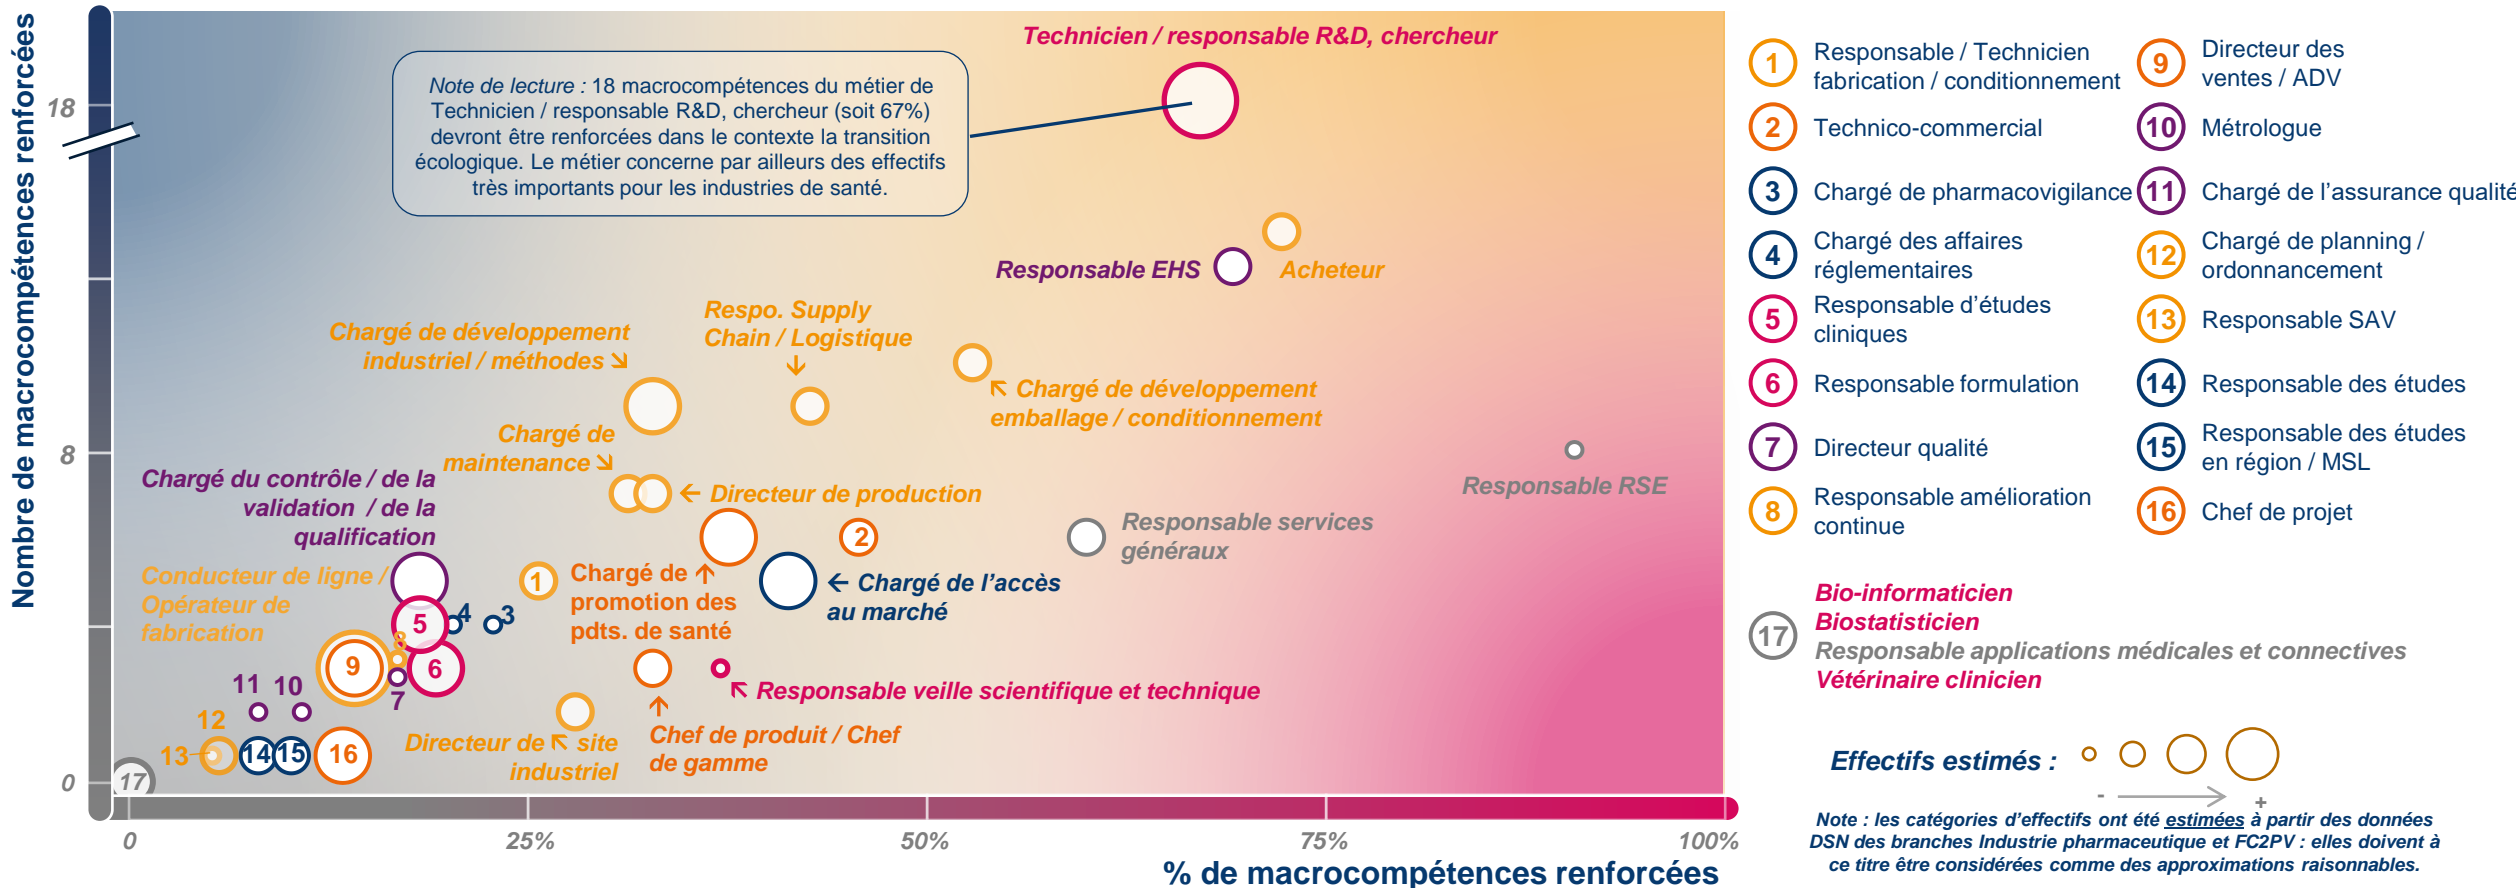 Nombre de macrocompétences renforcées
18
8
0
Technicien / responsable R&D, chercheur
Note de lecture : 18 macrocompétences du métier de
Technicien / responsable R&D, chercheur (soit 67%)
devront être renforcées dans le contexte la transition
écologique. Le métier concerne par ailleurs des effectifs
très importants pour les industries de santé.
Responsable EHS
Acheteur
Respo. Supply
Chain / Logistique
↓
Chargé de développement
industriel / méthodes ↘
↖ Chargé de développement
emballage / conditionnement
Chargé de
maintenance ↘
← Directeur de production
Responsable RSE
Chargé du contrôle / de la
validation / de la
qualification
2
Responsable services
généraux
Conducteur de ligne /
Opérateur de
fabrication
1
Chargé de ↑
promotion des
pdts. de santé
← Chargé de l'accès
au marché
5
4
3
8
9
6
7
↖ Responsable veille scientifique et technique
11
10
12
13
14
15
16
17
Directeur de ↖ site
industriel
↑
Chef de produit / Chef
de gamme
0
25%
50%
75%
100%
% de macrocompétences renforcées
1
Responsable / Technicien
fabrication / conditionnement
2
Technico-commercial
3
Chargé de pharmacovigilance
4
Chargé des affaires
réglementaires
5
Responsable d'études
cliniques
6
Responsable formulation
7
Directeur qualité
8
Responsable amélioration
continue
9
Directeur des
ventes / ADV
10
Métrologue
11
Chargé de l'assurance qualité
12
Chargé de planning /
ordonnancement
13
Responsable SAV
14
Responsable des études
15
Responsable des études
en région / MSL
16
Chef de projet
17
Bio-informaticien
Biostatisticien
Responsable applications médicales et connectives
Vétérinaire clinicien
Effectifs estimés :
- +
Note : les catégories d'effectifs ont été estimées à partir des données
DSN des branches Industrie pharmaceutique et FC2PV : elles doivent à
ce titre être considérées comme des approximations raisonnables.